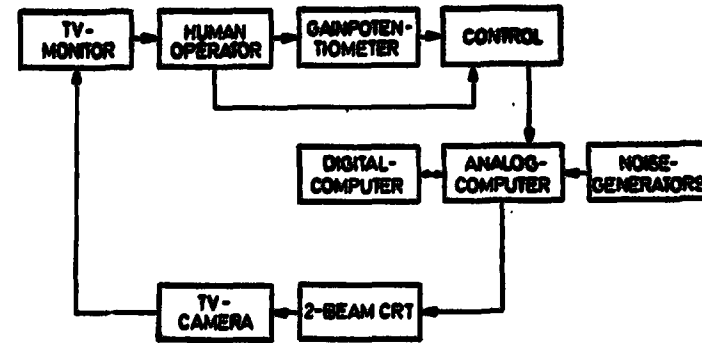 TV-
MONITOR
HUMAN
OPERATOR
GAINPOTEN-
TIOMETER
CONTROL
DIGITAL-
COMPUTER
ANALOG-
COMPUTER
NOISE-
GENERATORS
TV-
CAMERA
2-BEAM CRT